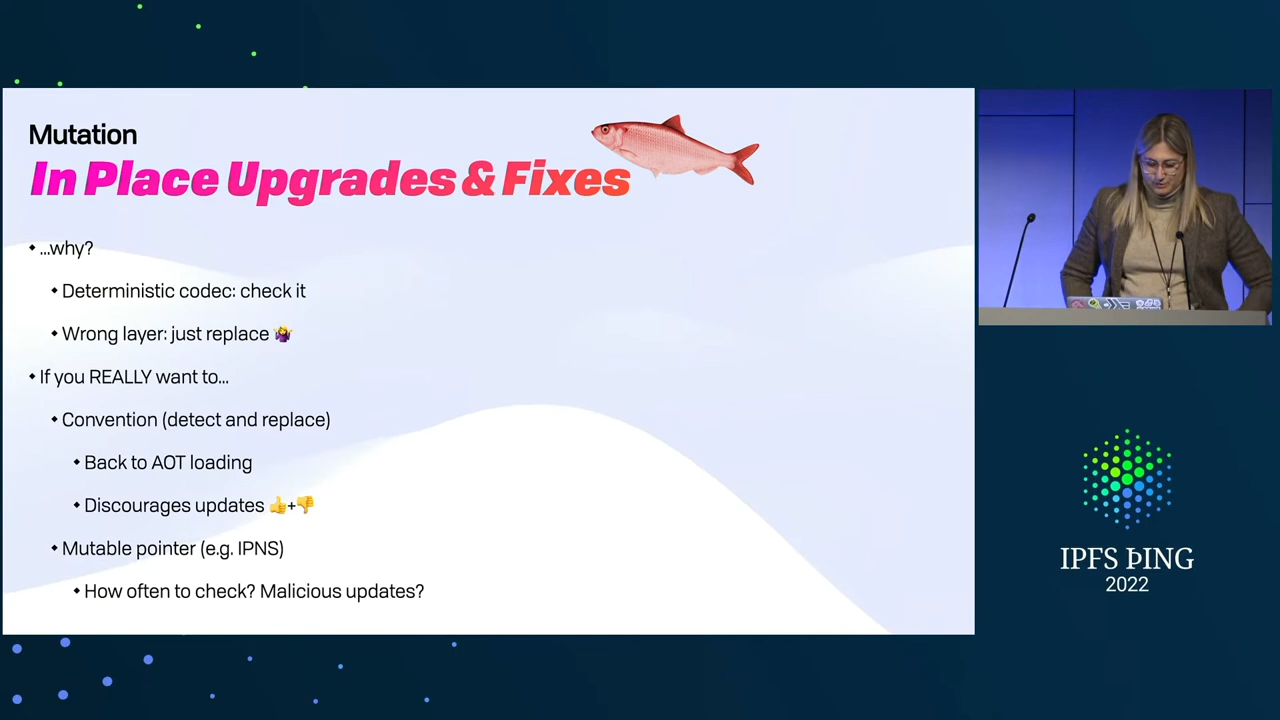 Mutation
In Place Upgrades & Fixes
...why?
Deterministic codec: check it
Wrong layer: just replace 🤷‍♀️
If you REALLY want to...
Convention (detect and replace)
Back to AOT loading
Discourages updates 👍+👎
Mutable pointer (e.g. IPNS)
How often to check? Malicious updates?
IPFS ÞING
2022